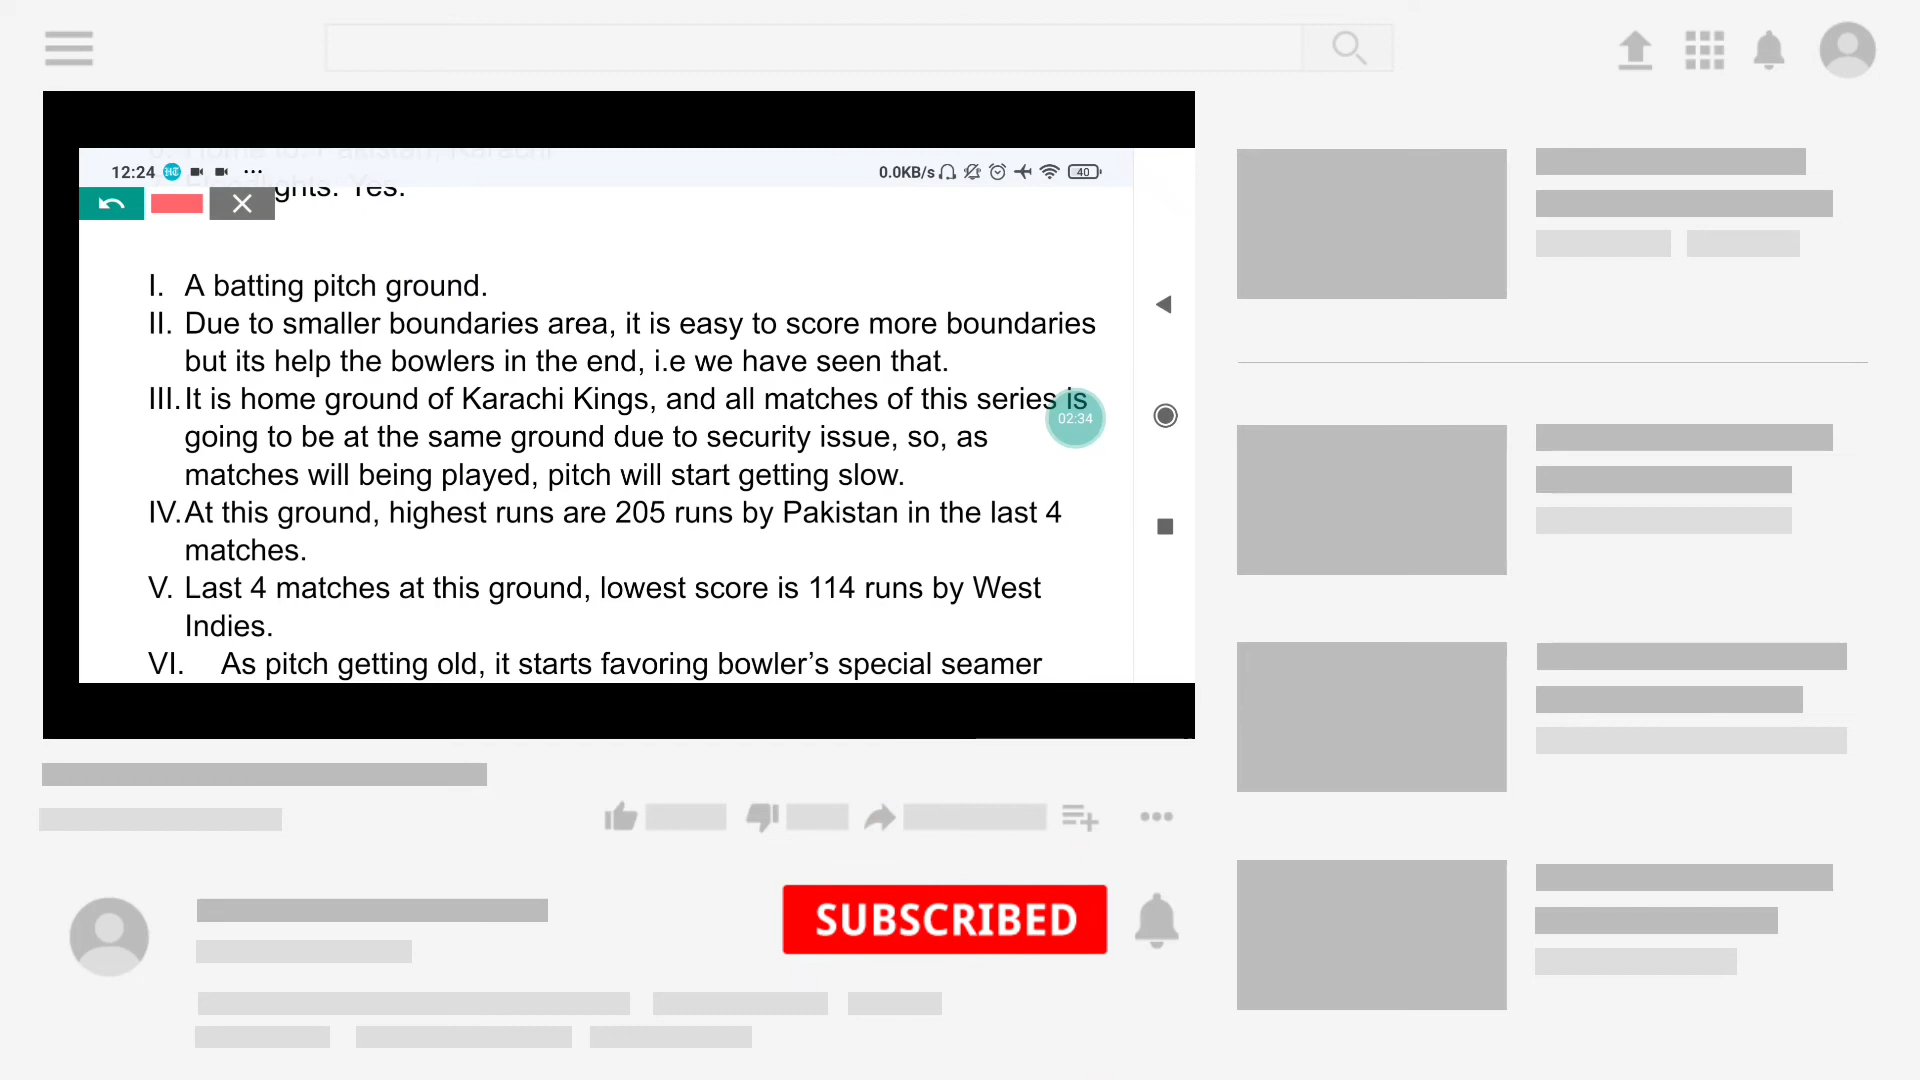 12:24 ... 0.0KB/s 40
ghts: Yes.
I. A batting pitch ground.
II. Due to smaller boundaries area, it is easy to score more boundaries
but its help the bowlers in the end, i.e we have seen that.
III. It is home ground of Karachi Kings, and all matches of this series is
02:34
going to be at the same ground due to security issue, so, as
matches will being played, pitch will start getting slow.
IV. At this ground, highest runs are 205 runs by Pakistan in the last 4
matches.
V. Last 4 matches at this ground, lowest score is 114 runs by West
Indies.
VI. As pitch getting old, it starts favoring bowler’s special seamer
SUBSCRIBED